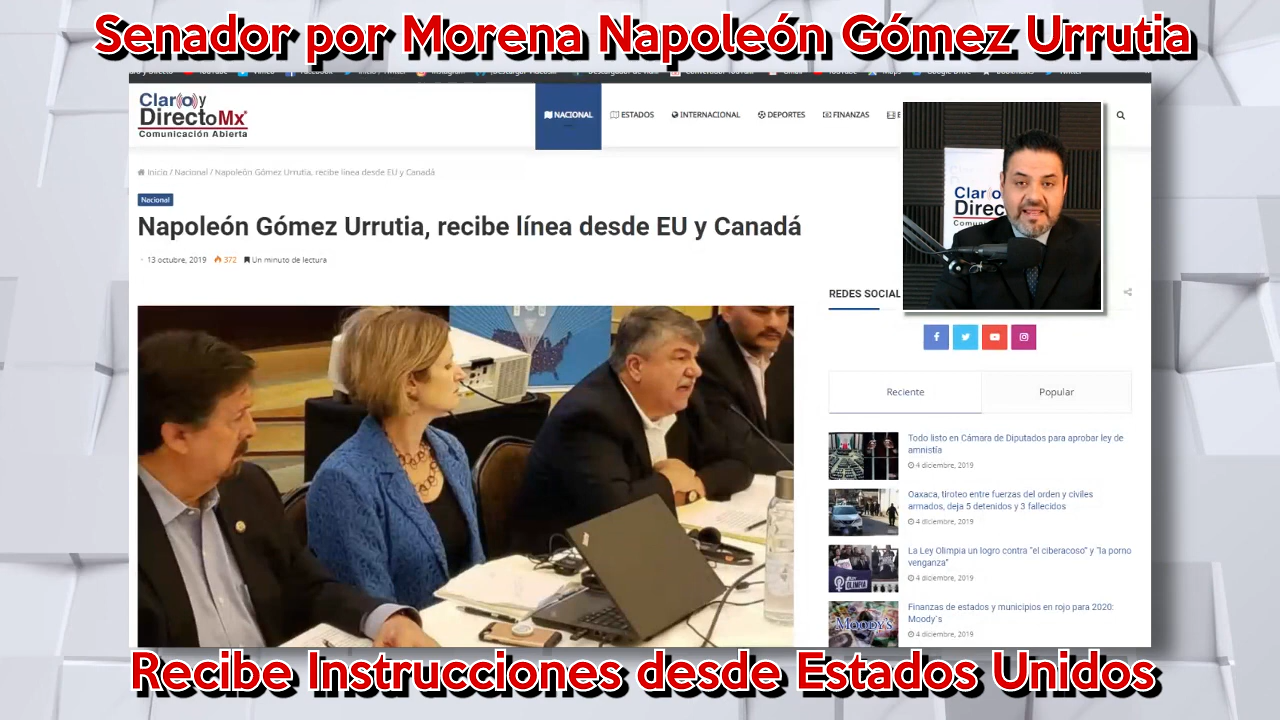 Senador por Morena Napoleón Gómez Urrutia
Claro y
DirectoMx
Comunicación Abierta
NACIONAL
ESTADOS
INTERNACIONAL
DEPORTES
FINANZAS
Inicio / Nacional / Napoleón Gómez Urrutia, recibe línea desde EU y Canadá
Nacional
Napoleón Gómez Urrutia, recibe línea desde EU y Canadá
13 octubre, 2019 372 Un minuto de lectura
REDES SOCIAL
Reciente
Popular
Todo listo en Cámara de Diputados para aprobar ley de
amnistía
4 diciembre, 2019
Oaxaca, tiroteo entre fuerzas del orden y civiles
armados, deja 5 detenidos y 3 fallecidos
4 diciembre, 2019
La Ley Olimpia un logro contra "el ciberacoso" y "la porno
venganza"
4 diciembre, 2019
Finanzas de estados y municipios en rojo para 2020:
Moody´s
4 diciembre, 2019
MOODY'S
Recibe Instrucciones desde Estados Unidos